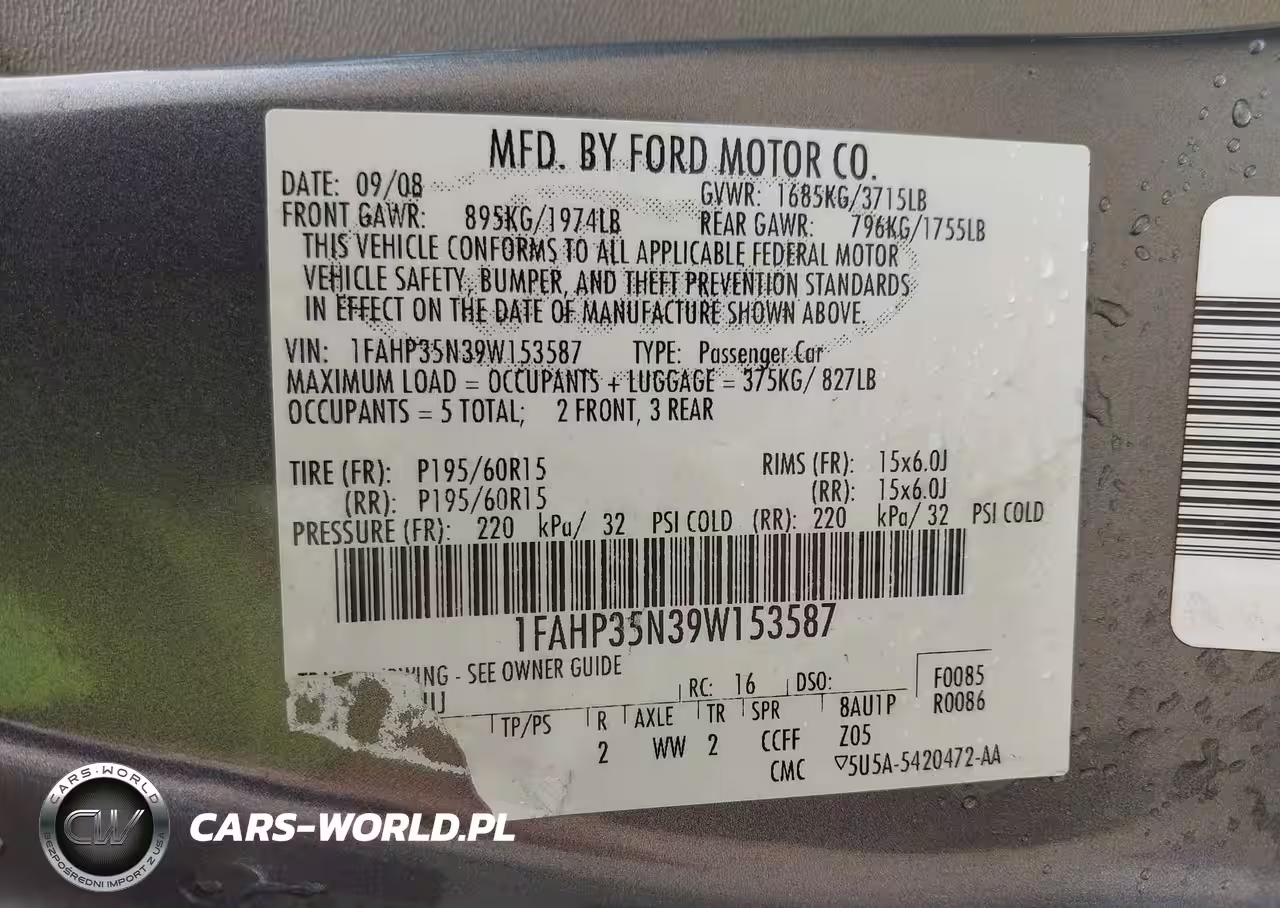 MFD. BY FORD MOTOR CO.
DATE: 09/08 GVWR: 1685KG/3715LB
FRONT GAWR: 895KG/1974LB REAR GAWR: 796KG/1755LB
THIS VEHICLE CONFORMS TO ALL APPLICABLE FEDERAL MOTOR
VEHICLE SAFETY, BUMPER, AND THEFT PREVENTION STANDARDS
IN EFFECT ON THE DATE OF MANUFACTURE SHOWN ABOVE.
VIN: 1FAHP35N39W153587 TYPE: Passenger Car
MAXIMUM LOAD = OCCUPANTS + LUGGAGE = 375KG/ 827LB
OCCUPANTS = 5 TOTAL; 2 FRONT, 3 REAR
TIRE (FR): P195/60R15 RIMS (FR): 15x6.0J
(RR): P195/60R15 (RR): 15x6.0J
PRESSURE (FR): 220 kPa/ 32 PSI COLD (RR): 220 kPa/ 32 PSI COLD
1FAHP35N39W153587
- SEE OWNER GUIDE
RC: 16 DSO: F0085
TP/PS R AXLE TR SPR 8AU1P R0086
2 WW 2 CCFF Z05
CMC ▽5U5A-5420472-AA
CARS-WORLD
CW
BEZPOŚREDNI IMPORT Z USA
CARS-WORLD.PL